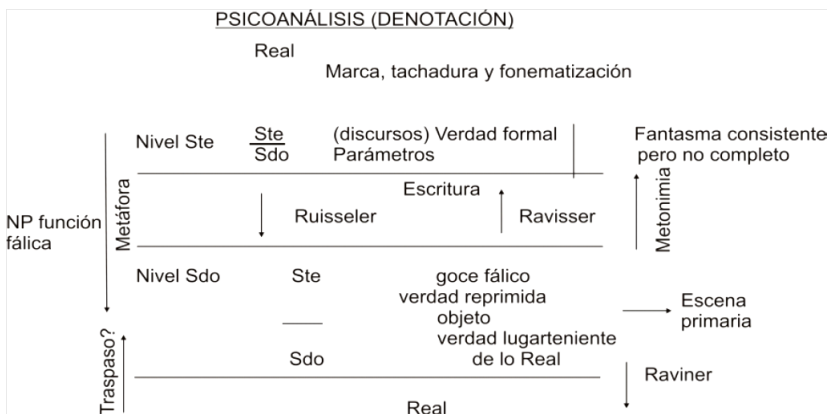 PSICOANÁLISIS (DENOTACIÓN)
Real
Marca, tachadura y fonematización
Nivel Ste Ste (discursos) Verdad formal Fantasma consistente
Sdo Parámetros pero no completo
Escritura
NP función fálica
Metáfora
Ruisseler Ravisser
Metonimia
Nivel Sdo Ste goce fálico
verdad reprimida
objeto
Escena primaria
verdad lugarteniente
Sdo de lo Real
Traspaso?
Raviner
Real